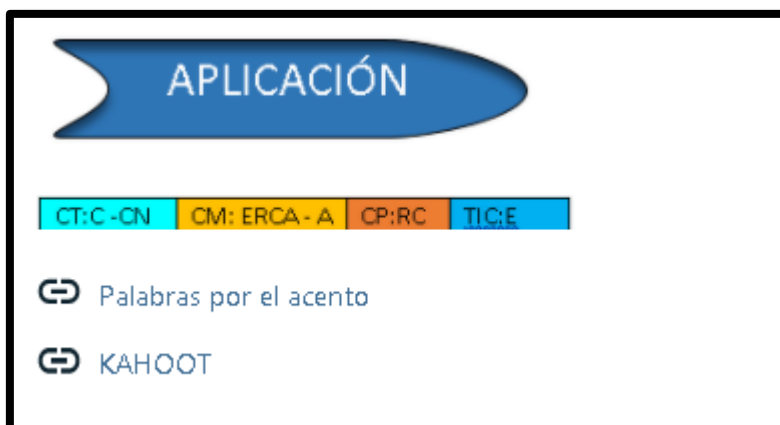 APLICACIÓN
CT:C -CN CM: ERCA - A CP:RC TIC:E
Palabras por el acento
KAHOOT